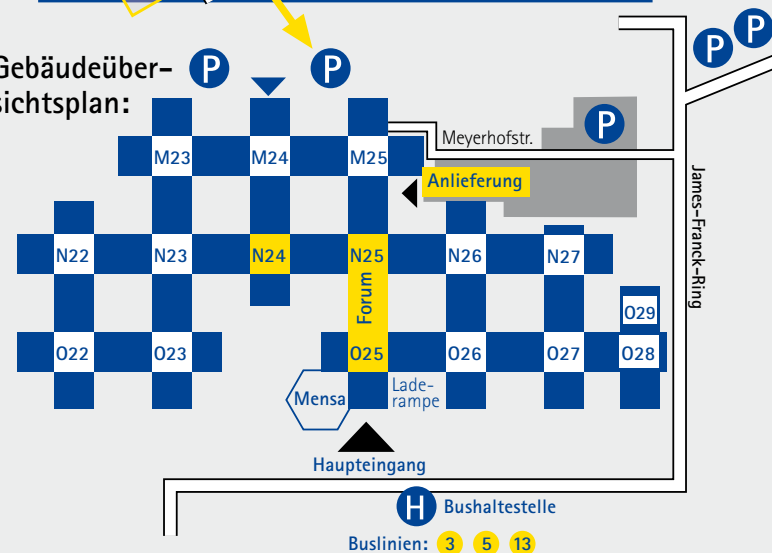 Gebäudeüber-
sichtsplan:
P
P
P
P
P
Meyerhofstr.
M23
M24
M25
Anlieferung
James-Franck-Ring
N22
N23
N24
N25
N26
N27
Forum
O29
O22
O23
O25
O26
O27
O28
Mensa
Lade-
rampe
Haupteingang
H Bushaltestelle
Buslinien: 3 5 13